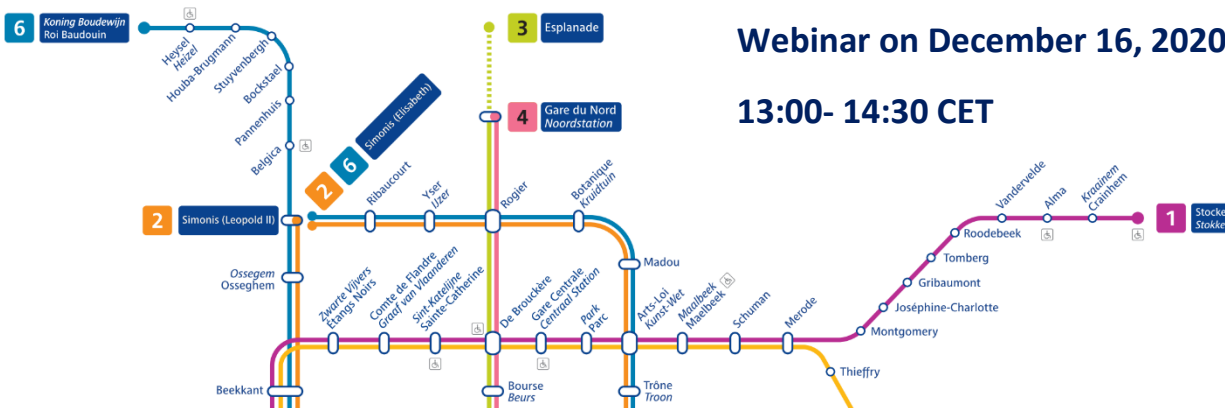 6
Koning Boudewijn
Roi Baudouin
Heysel
Heizel
Houba-Brugmann
Stuyvenbergh
Bockstael
Pannenhuis
Belgica
3
Esplanade
4
Gare du Nord
Noordstation
Webinar on December 16, 2020
13:00- 14:30 CET
2
6
Simonis (Elisabeth)
2
Simonis (Leopold II)
Ribaucourt
Yser
IJzer
Rogier
Botanique
Kruidtuin
Madou
Ossegem
Osseghem
Zwarte Vijvers
Étangs Noirs
Comte de Flandre
Graaf van Vlaanderen
Sint-Katelijne
Sainte-Catherine
De Brouckère
Gare Centrale
Centraal Station
Park
Parc
Arts-Loi
Kunst-Wet
Maalbeek
Maelbeek
Schuman
Merode
Vandervelde
Alma
Kraainem
Crainhem
1
Stocke
Stokke
Roodebeek
Tomberg
Gribaumont
Joséphine-Charlotte
Montgomery
Thieffry
Beekkant
Bourse
Beurs
Trône
Troon